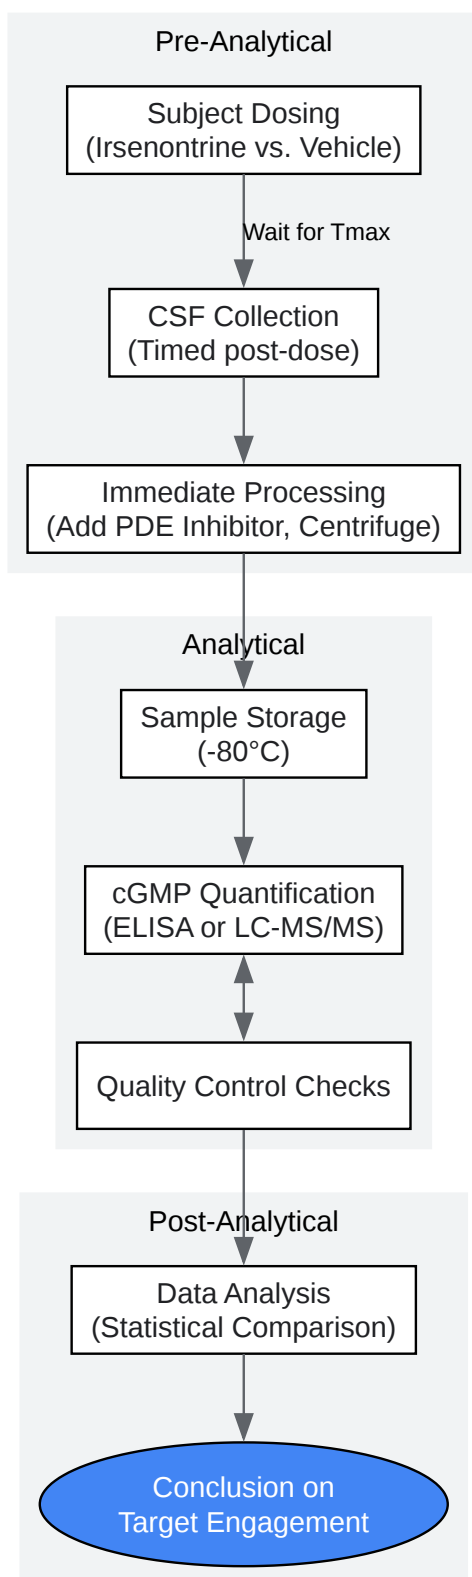 Pre-Analytical
Subject Dosing
(Irsenontrine vs. Vehicle)
Wait for Tmax
CSF Collection
(Timed post-dose)
Immediate Processing
(Add PDE Inhibitor, Centrifuge)
Analytical
Sample Storage
(-80°C)
cGMP Quantification
(ELISA or LC-MS/MS)
Quality Control Checks
Post-Analytical
Data Analysis
(Statistical Comparison)
Conclusion on
Target Engagement